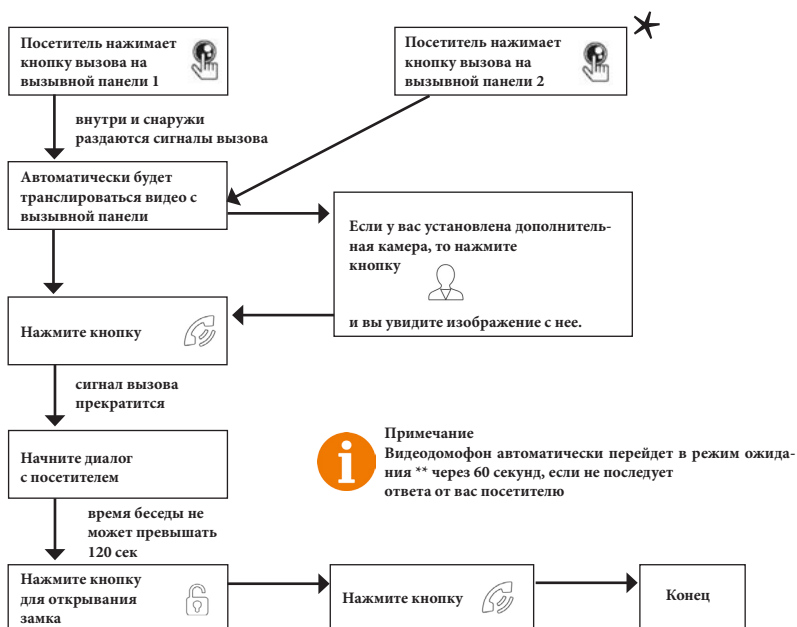 Посетитель нажимает
кнопку вызова на
вызывной панели 1
Посетитель нажимает
кнопку вызова на
вызывной панели 2
внутри и снаружи
раздаются сигналы вызова
Автоматически будет
транслироваться видео с
вызывной панели
Если у вас установлена дополнитель-
ная камера, то нажмите
кнопку
и вы увидите изображение с нее.
Нажмите кнопку
сигнал вызова
прекратится
Начните диалог
с посетителем
Примечание
Видеодомофон автоматически перейдет в режим ожида-
ния ** через 60 секунд, если не последует
ответа от вас посетителю
время беседы не
может превышать
120 сек
Нажмите кнопку
для открывания
замка
Нажмите кнопку
Конец